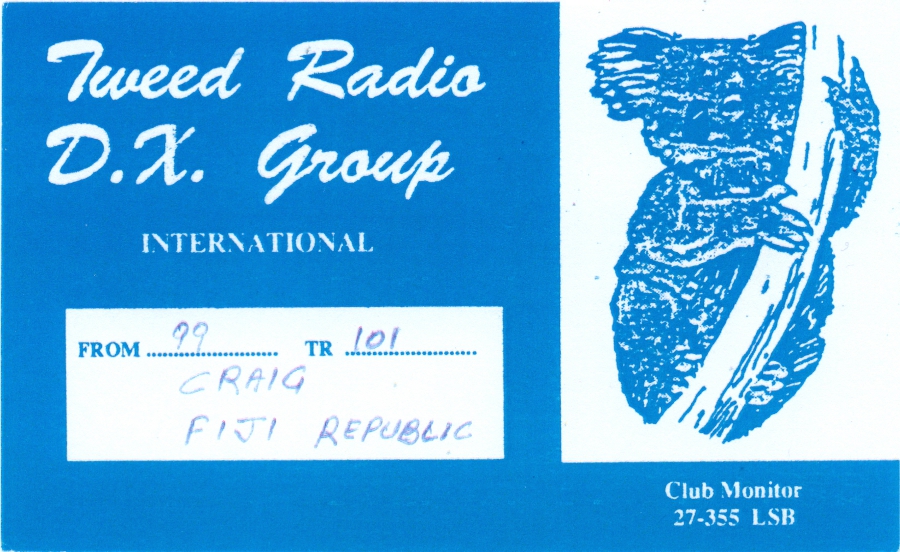 Tweed Radio
D.X. Group
INTERNATIONAL
FROM 99 TR 101
CRAIG
FIJI REPUBLIC
Club Monitor
27-355 LSB